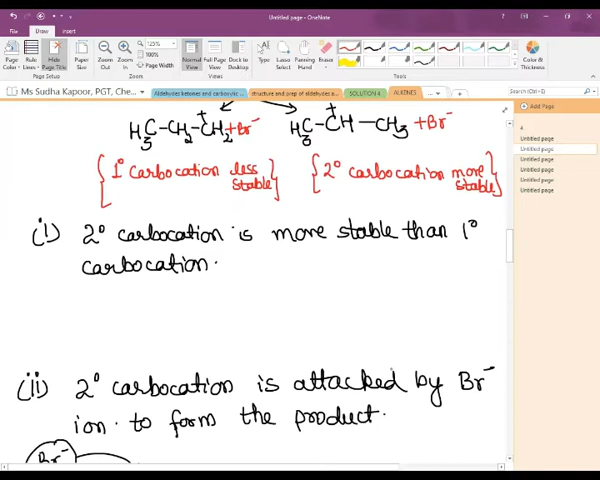 Untitled page - OneNote
File
Draw
Insert
Page Color
Rule Lines
Hide Page Title
Paper Size
Zoom Out
Zoom In
125%
100%
Page Width
Normal View
Full Page View
Dock to Desktop
Type
Lasso Select
Panning Hand
Eraser
Color & Thickness
Page Setup
Zoom
Views
Tools
Ms Sudha Kapoor, PGT, Che...
Aldehydes ketones and carboxylic ...
structure and prep of aldehydes a...
SOLUTION 4
ALKENES
Search (Ctrl+E)
Add Page
4
Untitled page
Untitled page
Untitled page
Untitled page
Untitled page
Untitled page
H3C-CH2-CH2+Br- H3C-CH-CH3 +Br-
{1° carbocation less stable} {2° carbocation more stable}
(i) 2° carbocation is more stable than 1°
carbocation.
(ii) 2° carbocation is attacked by Br-
ion. to form the product.
Br-